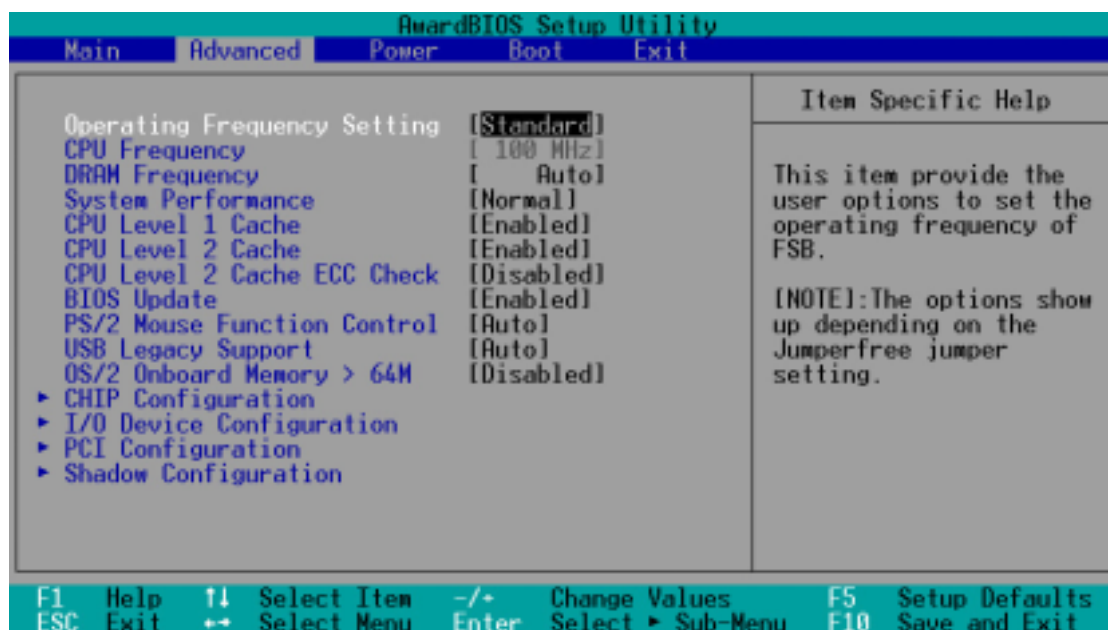 AwardBIOS Setup Utility
Main Advanced Power Boot Exit
Operating Frequency Setting [Standard]
CPU Frequency [ 100 MHz]
DRAM Frequency [ Auto]
System Performance [Normal]
CPU Level 1 Cache [Enabled]
CPU Level 2 Cache [Enabled]
CPU Level 2 Cache ECC Check [Disabled]
BIOS Update [Enabled]
PS/2 Mouse Function Control [Auto]
USB Legacy Support [Auto]
OS/2 Onboard Memory > 64M [Disabled]
► CHIP Configuration
► I/O Device Configuration
► PCI Configuration
► Shadow Configuration
Item Specific Help
This item provide the
user options to set the
operating frequency of
FSB.
[NOTE]:The options show
up depending on the
Jumperfree jumper
setting.
F1 Help ↑↓ Select Item -/+ Change Values F5 Setup Defaults
ESC Exit ←→ Select Menu Enter Select ► Sub-Menu F10 Save and Exit